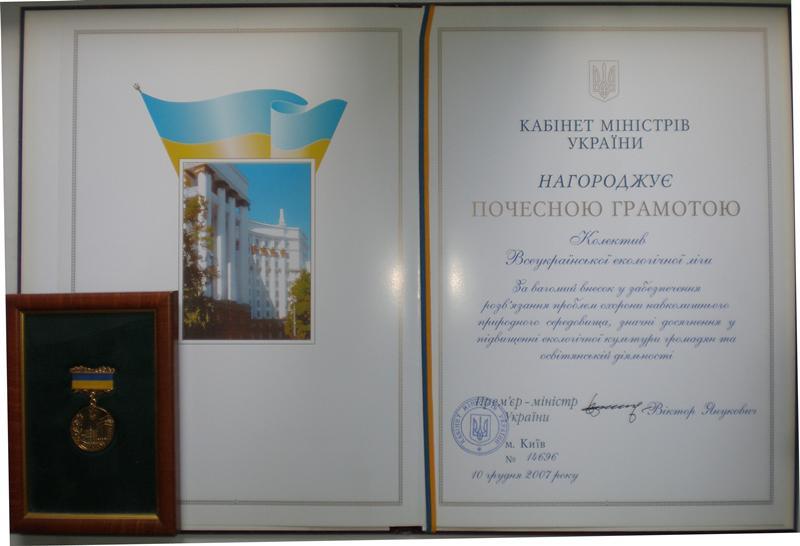 КАБІНЕТ МІНІСТРІВ
УКРАЇНИ
НАГОРОДЖУЄ
ПОЧЕСНОЮ ГРАМОТОЮ
Колектив
Всеукраїнської екологічної ліги
За вагомий внесок у забезпечення
розв'язання проблем охорони навколишнього
природного середовища, значні досягнення у
підвищенні екологічної культури громадян та
освітянській діяльності
Прем'єр-міністр
України
Віктор Янукович
м. Київ
№ 14696
10 грудня 2007 року